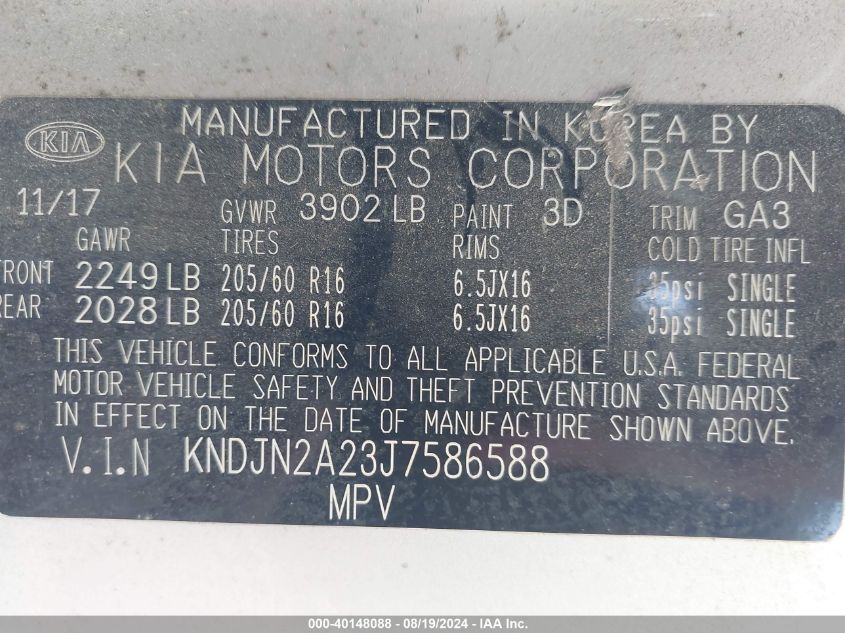 MANUFACTURED IN KOREA BY
KIA KIA MOTORS CORPORATION
11/17 GVWR 3902 LB PAINT 3D TRIM GA3
GAWR TIRES RIMS COLD TIRE INFL
FRONT 2249 LB 205/60 R16 6.5JX16 35psi SINGLE
REAR 2028 LB 205/60 R16 6.5JX16 35psi SINGLE
THIS VEHICLE CONFORMS TO ALL APPLICABLE U.S.A. FEDERAL
MOTOR VEHICLE SAFETY AND THEFT PREVENTION STANDARDS
IN EFFECT ON THE DATE OF MANUFACTURE SHOWN ABOVE.
V.I.N KNDJN2A23J7586588
MPV
000-40148088 - 08/19/2024 - IAA Inc.